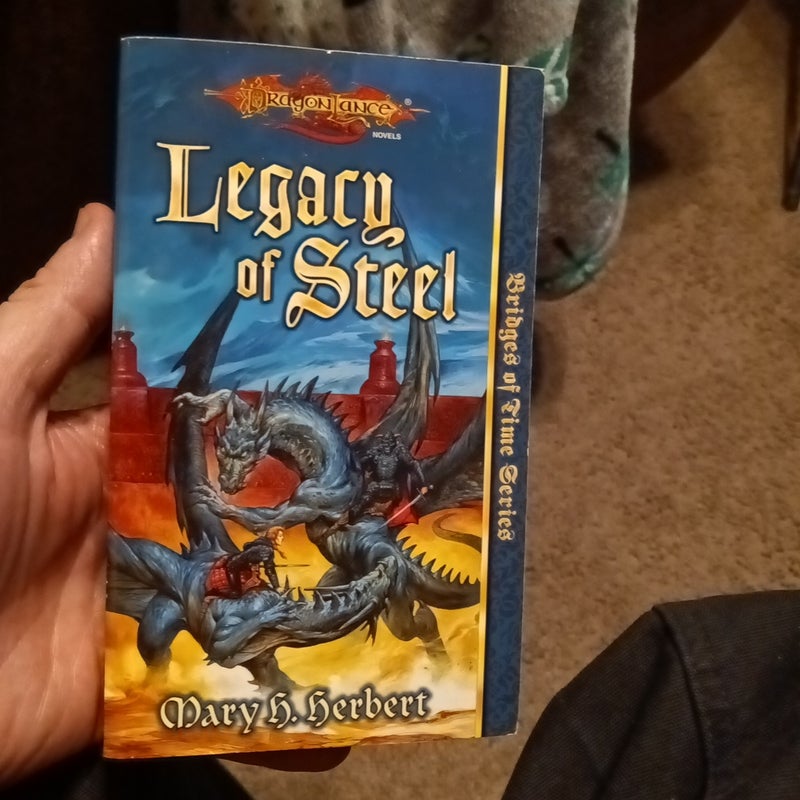 DRAGONLANCE®
NOVELS
Legacy
of Steel
Bridges of Time Series
Mary H. Herbert